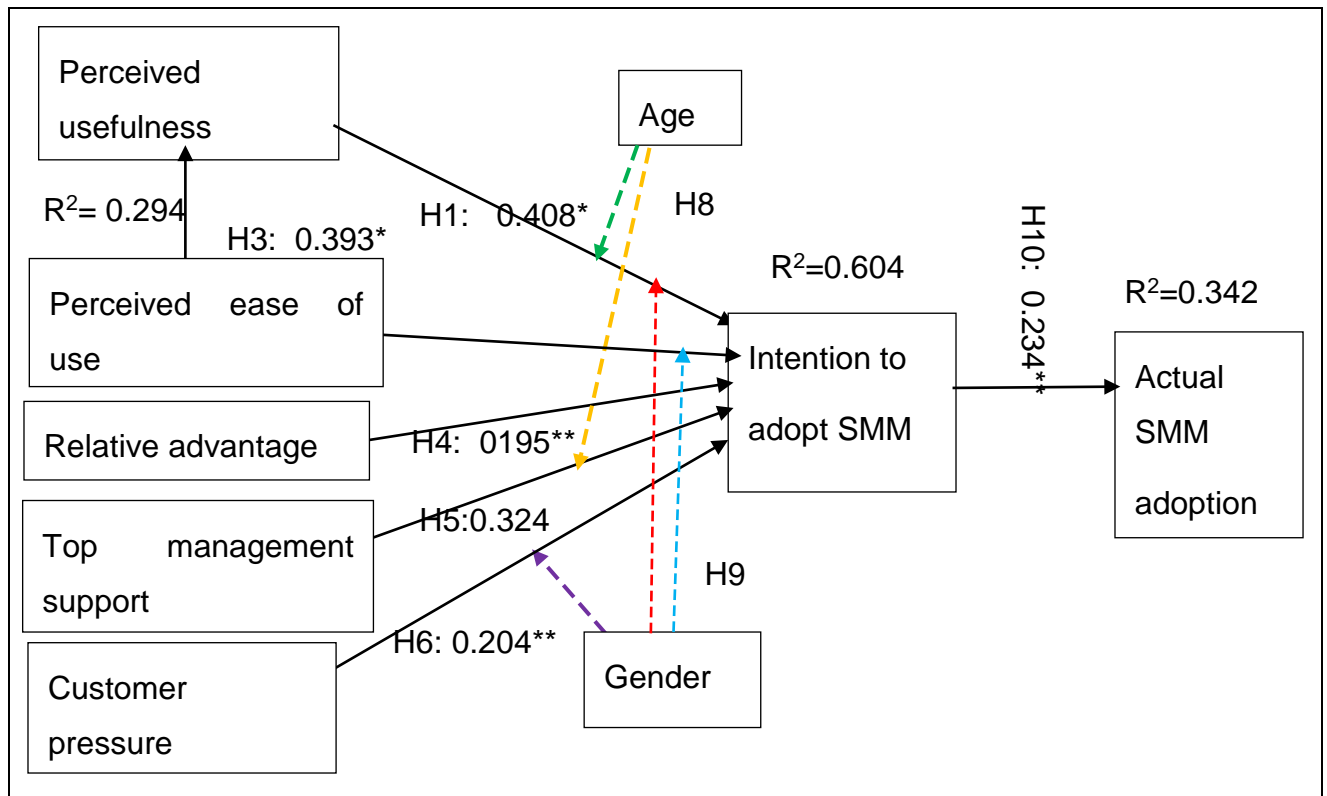 Perceived
usefulness
Age
R²= 0.294
H1: 0.408*
H8
H3: 0.393*
R²=0.604
H10: 0.234**
R²=0.342
Perceived ease of
use
Intention to
adopt SMM
Actual
SMM
adoption
Relative advantage
H4: 0195**
Top management
support
H5:0.324
H9
H6: 0.204**
Gender
Customer
pressure